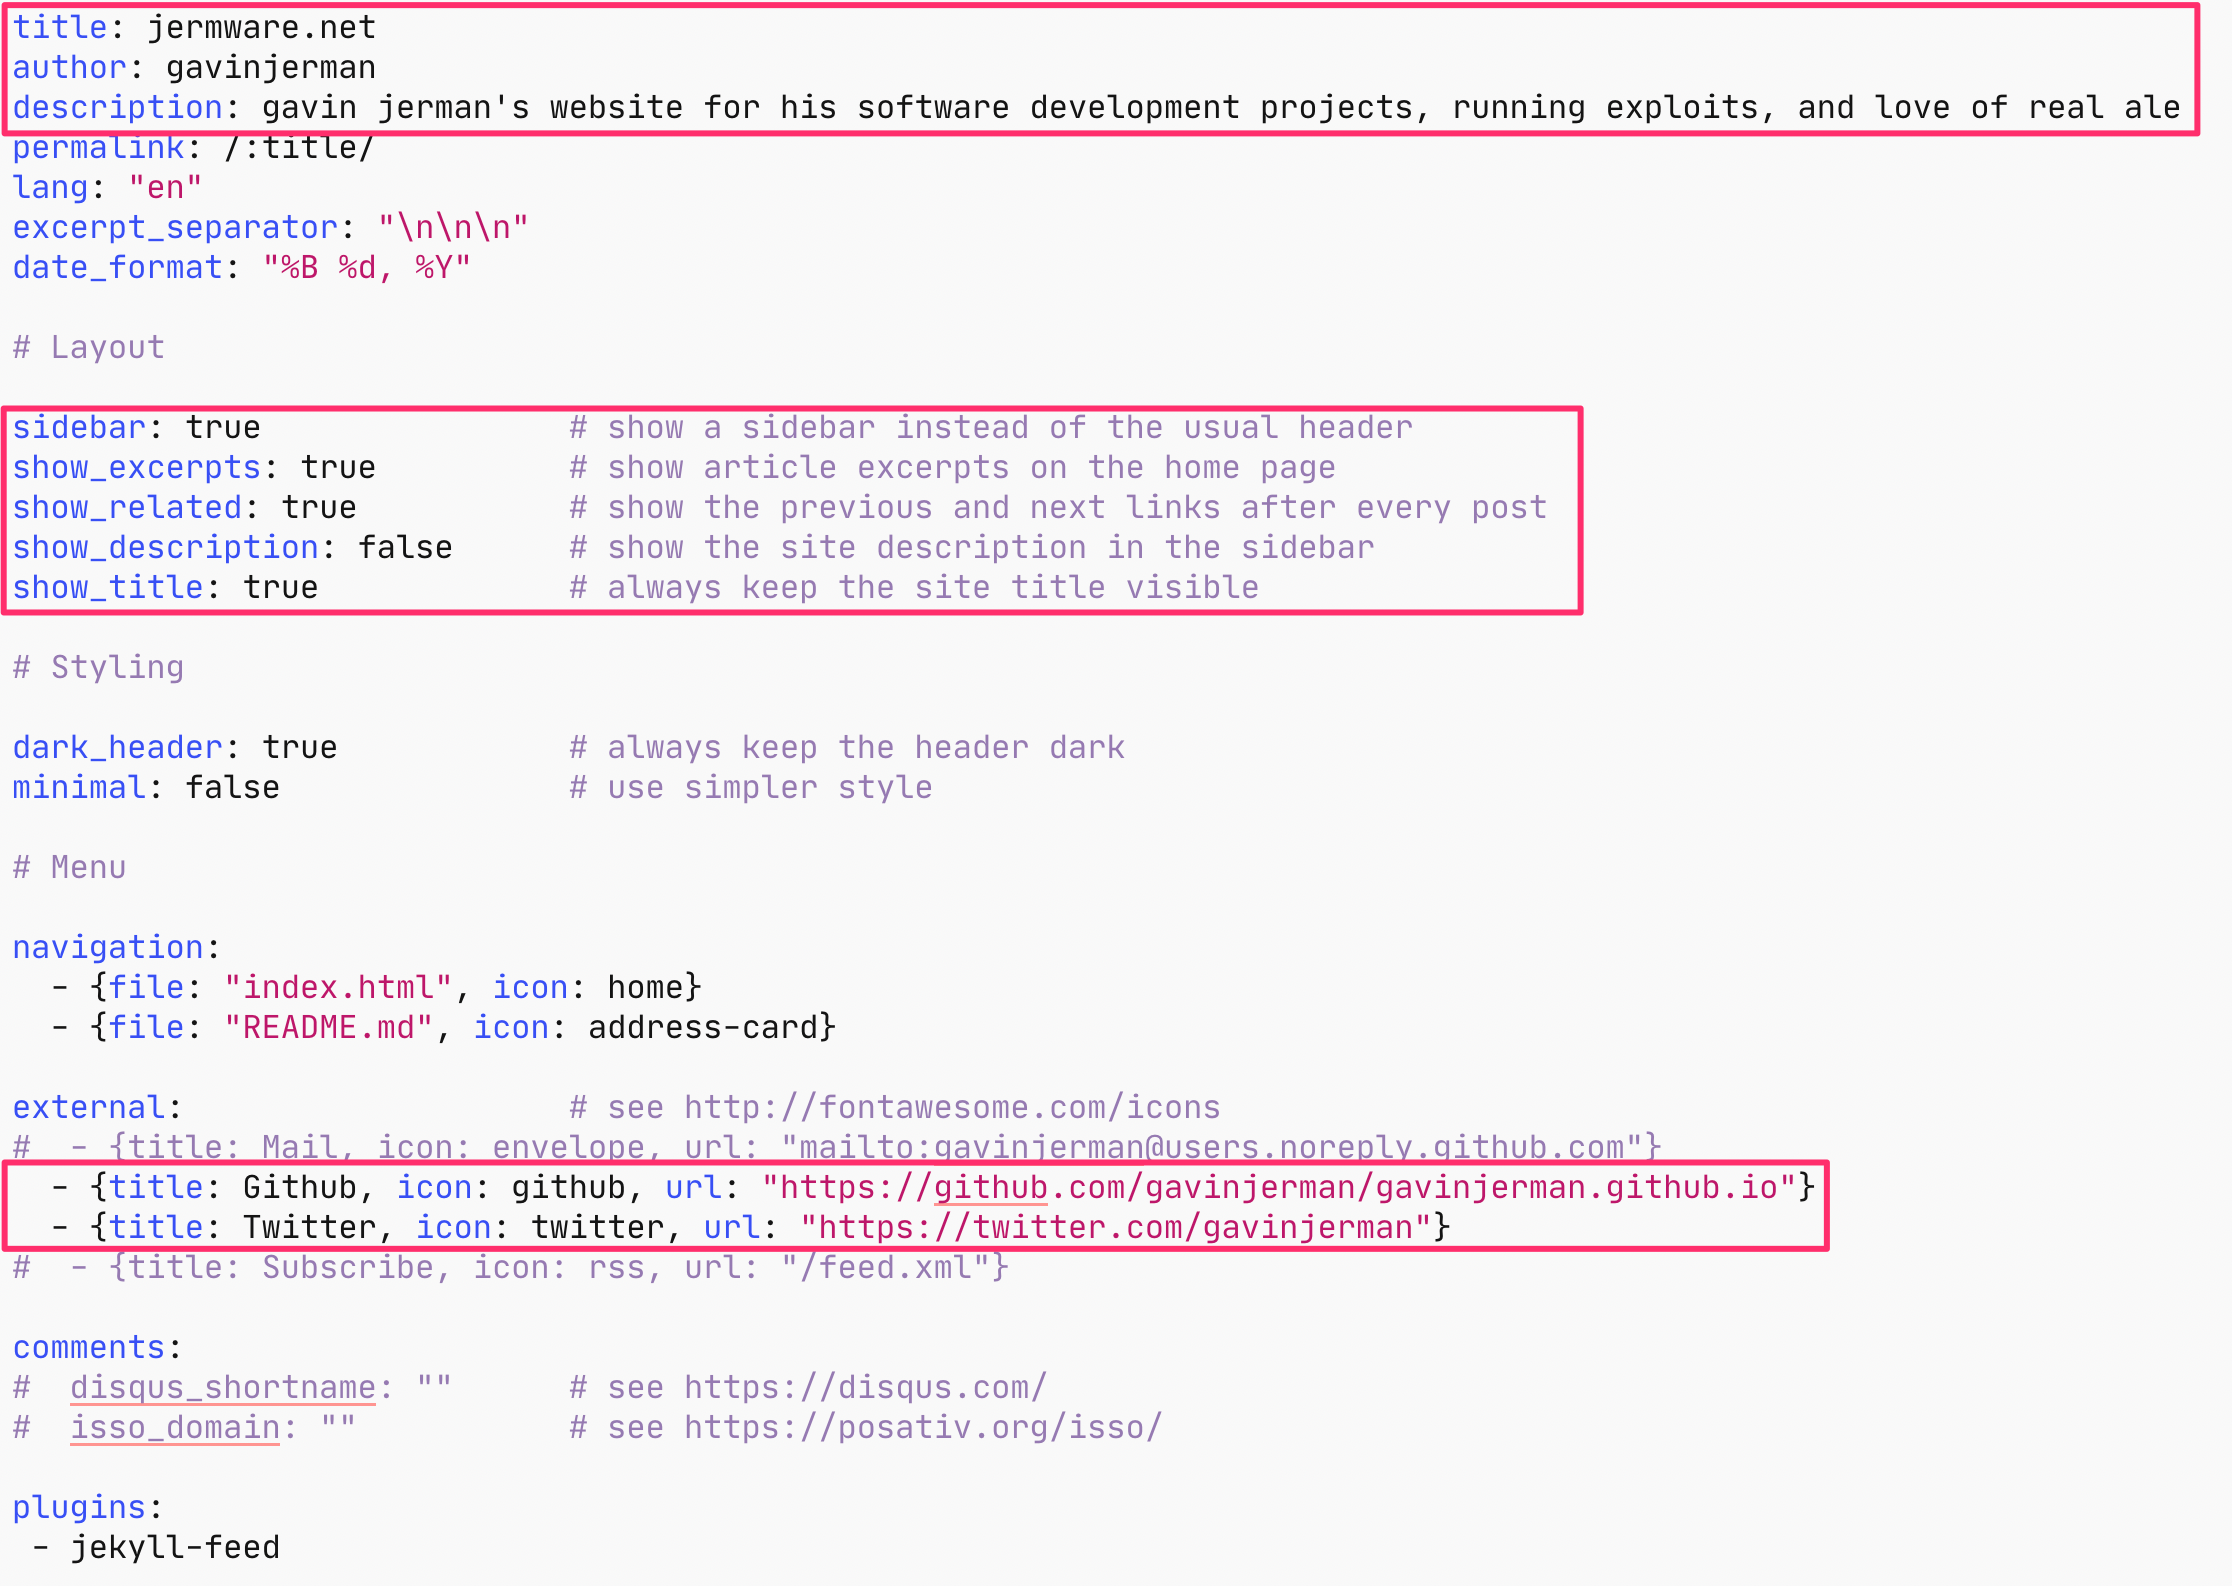 title: jermware.net
author: gavinjerman
description: gavin jerman's website for his software development projects, running exploits, and love of real ale
permalink: /:title/
lang: "en"
excerpt_separator: "\n\n\n"
date_format: "%B %d, %Y"

# Layout

sidebar: true                # show a sidebar instead of the usual header
show_excerpts: true          # show article excerpts on the home page
show_related: true           # show the previous and next links after every post
show_description: false      # show the site description in the sidebar
show_title: true             # always keep the site title visible

# Styling

dark_header: true            # always keep the header dark
minimal: false               # use simpler style

# Menu

navigation:
  - {file: "index.html", icon: home}
  - {file: "README.md", icon: address-card}

external:                    # see http://fontawesome.com/icons
#  - {title: Mail, icon: envelope, url: "mailto:gavinjerman@users.noreply.github.com"}
  - {title: Github, icon: github, url: "https://github.com/gavinjerman/gavinjerman.github.io"}
  - {title: Twitter, icon: twitter, url: "https://twitter.com/gavinjerman"}
#  - {title: Subscribe, icon: rss, url: "/feed.xml"}

comments:
#  disqus_shortname: ""      # see https://disqus.com/
#  isso_domain: ""           # see https://posativ.org/isso/

plugins:
 - jekyll-feed